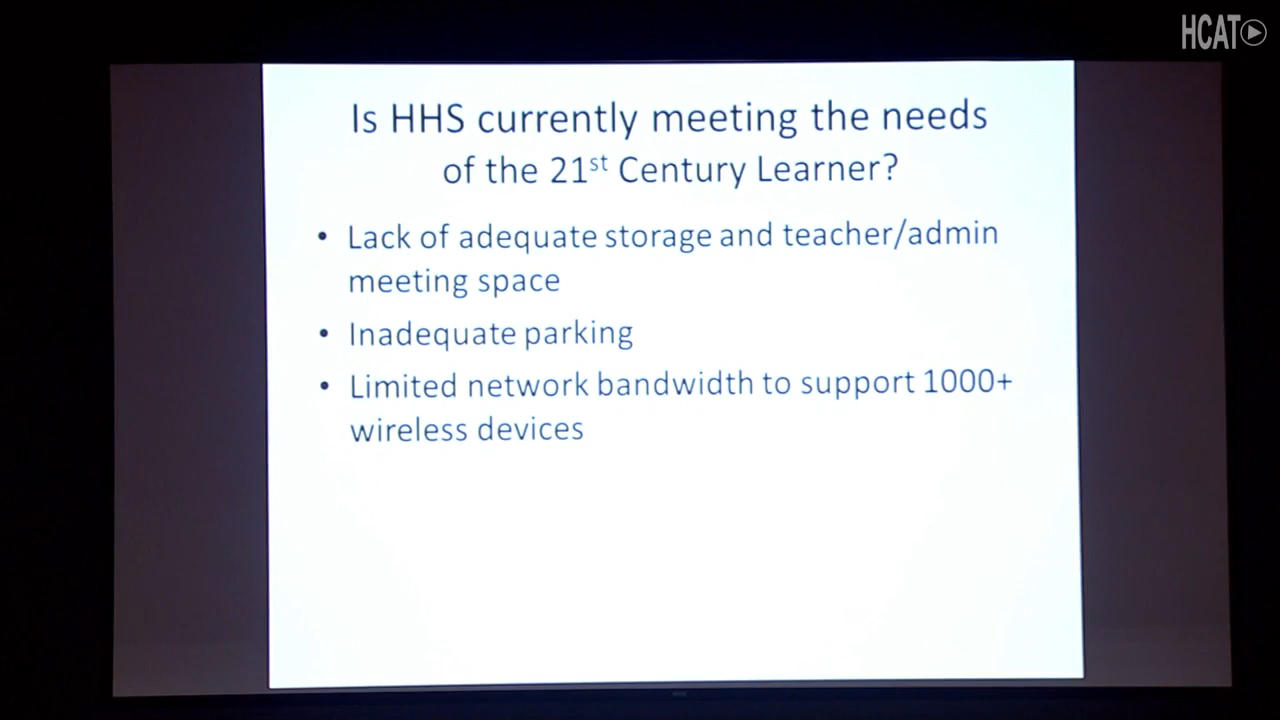 HCAT
Is HHS currently meeting the needs
of the 21st Century Learner?
• Lack of adequate storage and teacher/admin
meeting space
• Inadequate parking
• Limited network bandwidth to support 1000+
wireless devices